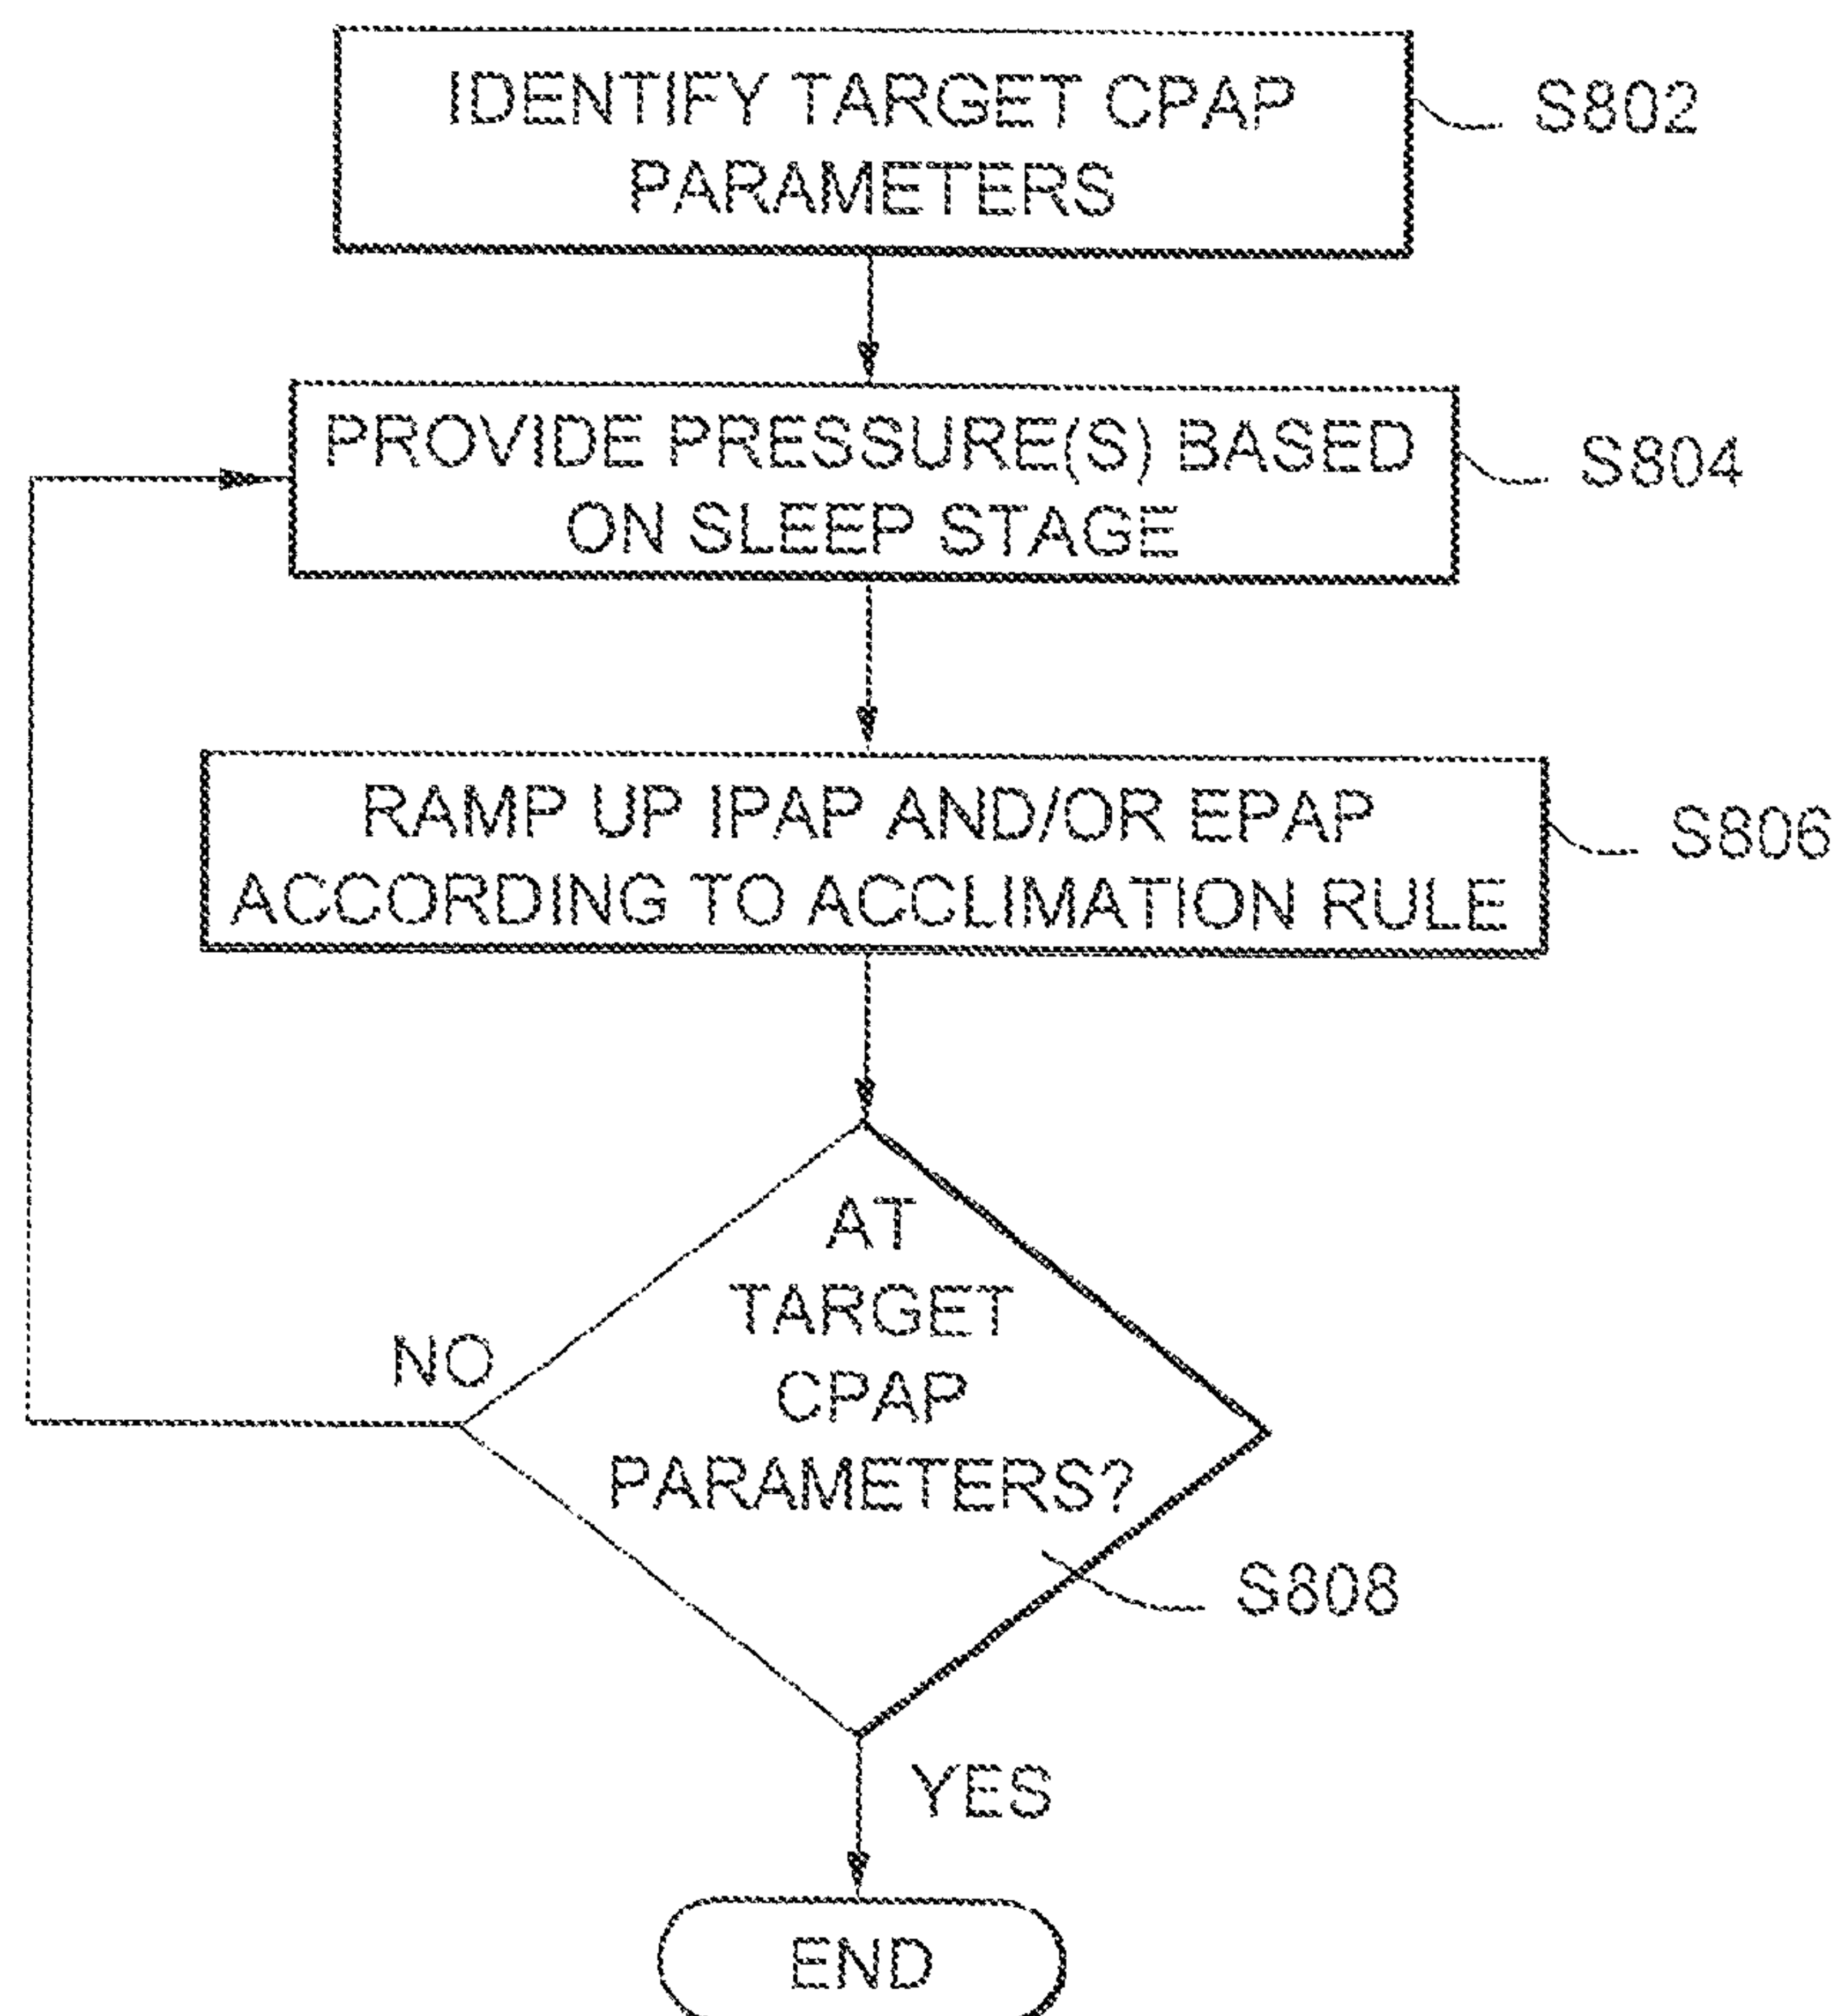 IDENTIFY TARGET CPAP
PARAMETERS
S802
PROVIDE PRESSURE(S) BASED
ON SLEEP STAGE
S804
RAMP UP IPAP AND/OR EPAP
ACCORDING TO ACCLIMATION RULE
S806
AT
TARGET
CPAP
PARAMETERS?
NO
S808
YES
END